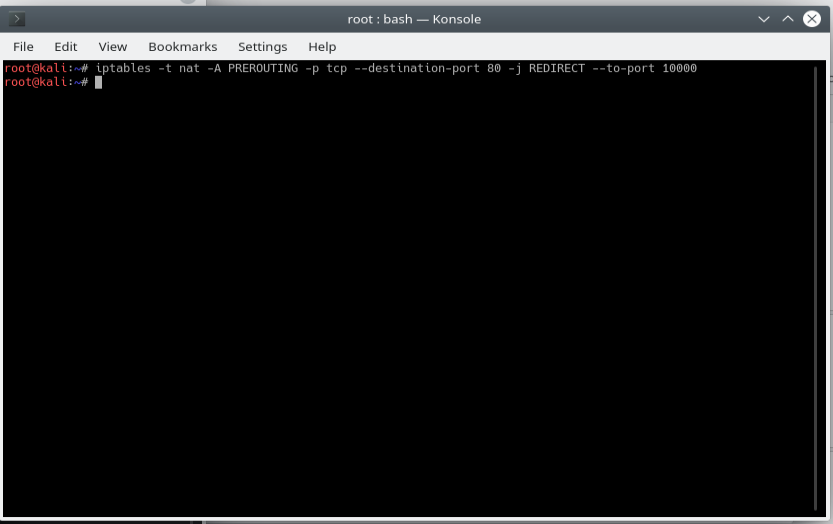 root : bash — Konsole
File Edit View Bookmarks Settings Help
root@kali:~# iptables -t nat -A PREROUTING -p tcp --destination-port 80 -j REDIRECT --to-port 10000
root@kali:~#